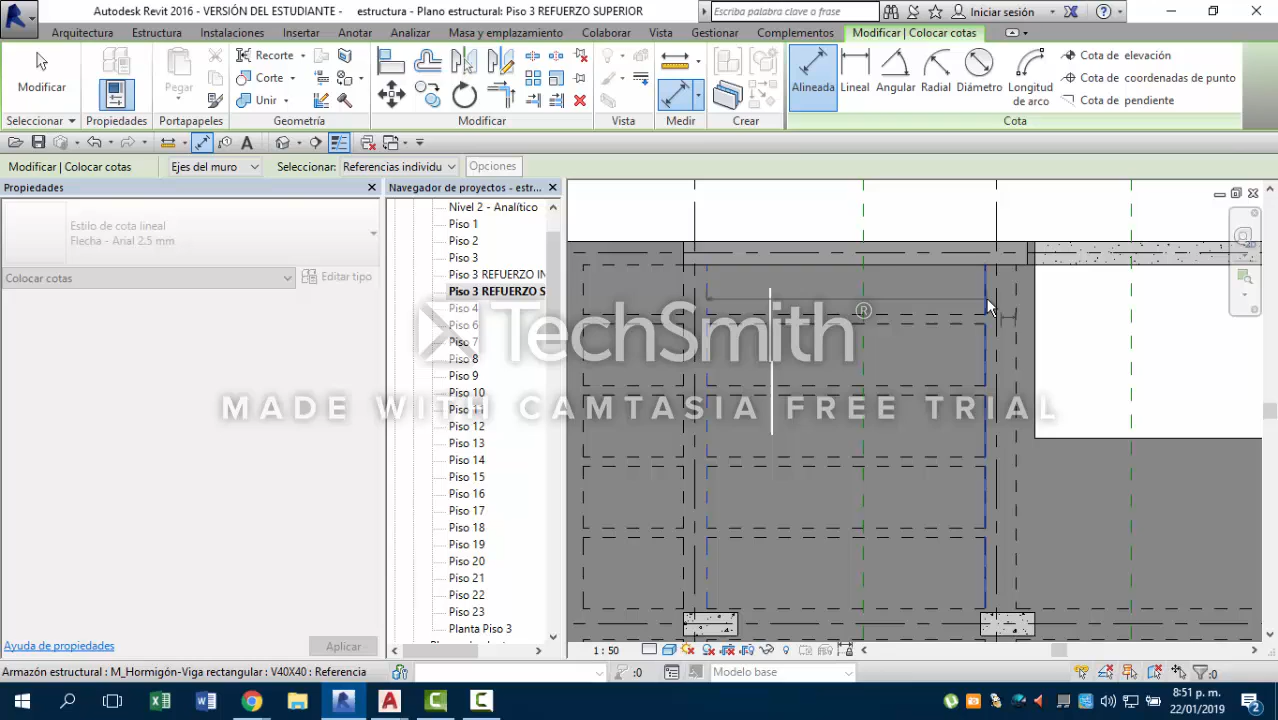 Autodesk Revit 2016 - VERSIÓN DEL ESTUDIANTE - estructura - Plano estructural: Piso 3 REFUERZO SUPERIOR
Escriba palabra clave o frase
Iniciar sesión
Arquitectura Estructura Instalaciones Insertar Anotar Analizar Masa y emplazamiento Colaborar Vista Gestionar Complementos Modificar | Colocar cotas
Modificar
Pegar
Recorte
Corte
Unir
Alineada
Lineal
Angular
Radial
Diámetro
Longitud
de arco
Cota de elevación
Cota de coordenadas de punto
Cota de pendiente
Seleccionar Propiedades Portapapeles Geometría Modificar Vista Medir Crear Cota
Modificar | Colocar cotas
Ejes del muro
Seleccionar:
Referencias individu
Opciones
Propiedades
Estilo de cota lineal
Flecha - Arial 2.5 mm
Colocar cotas
Editar tipo
Ayuda de propiedades
Aplicar
Navegador de proyectos - estr...
Nivel 2 - Analítico
Piso 1
Piso 2
Piso 3
Piso 3 REFUERZO IN
Piso 3 REFUERZO S
Piso 4
Piso 6
Piso 7
Piso 8
Piso 9
Piso 10
Piso 11
Piso 12
Piso 13
Piso 14
Piso 15
Piso 16
Piso 17
Piso 18
Piso 19
Piso 20
Piso 21
Piso 22
Piso 23
Planta Piso 3
TechSmith®
MADE WITH CAMTASIA FREE TRIAL
1 : 50
Armazón estructural : M_Hormigón-Viga rectangular : V40X40 : Referencia
:0
Modelo base
:0
8:51 p. m.
22/01/2019
2